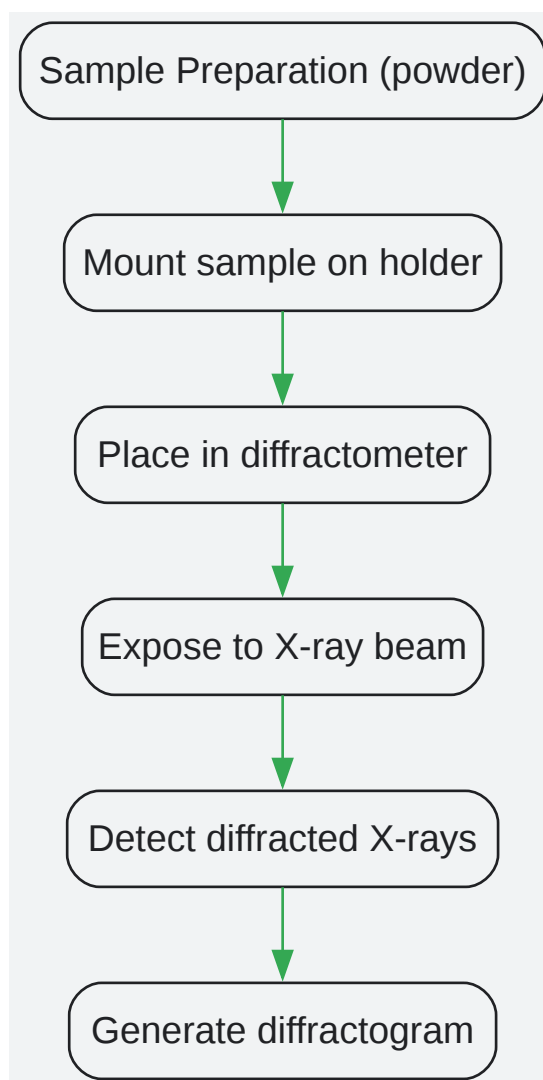 Sample Preparation (powder)
Mount sample on holder
Place in diffractometer
Expose to X-ray beam
Detect diffracted X-rays
Generate diffractogram